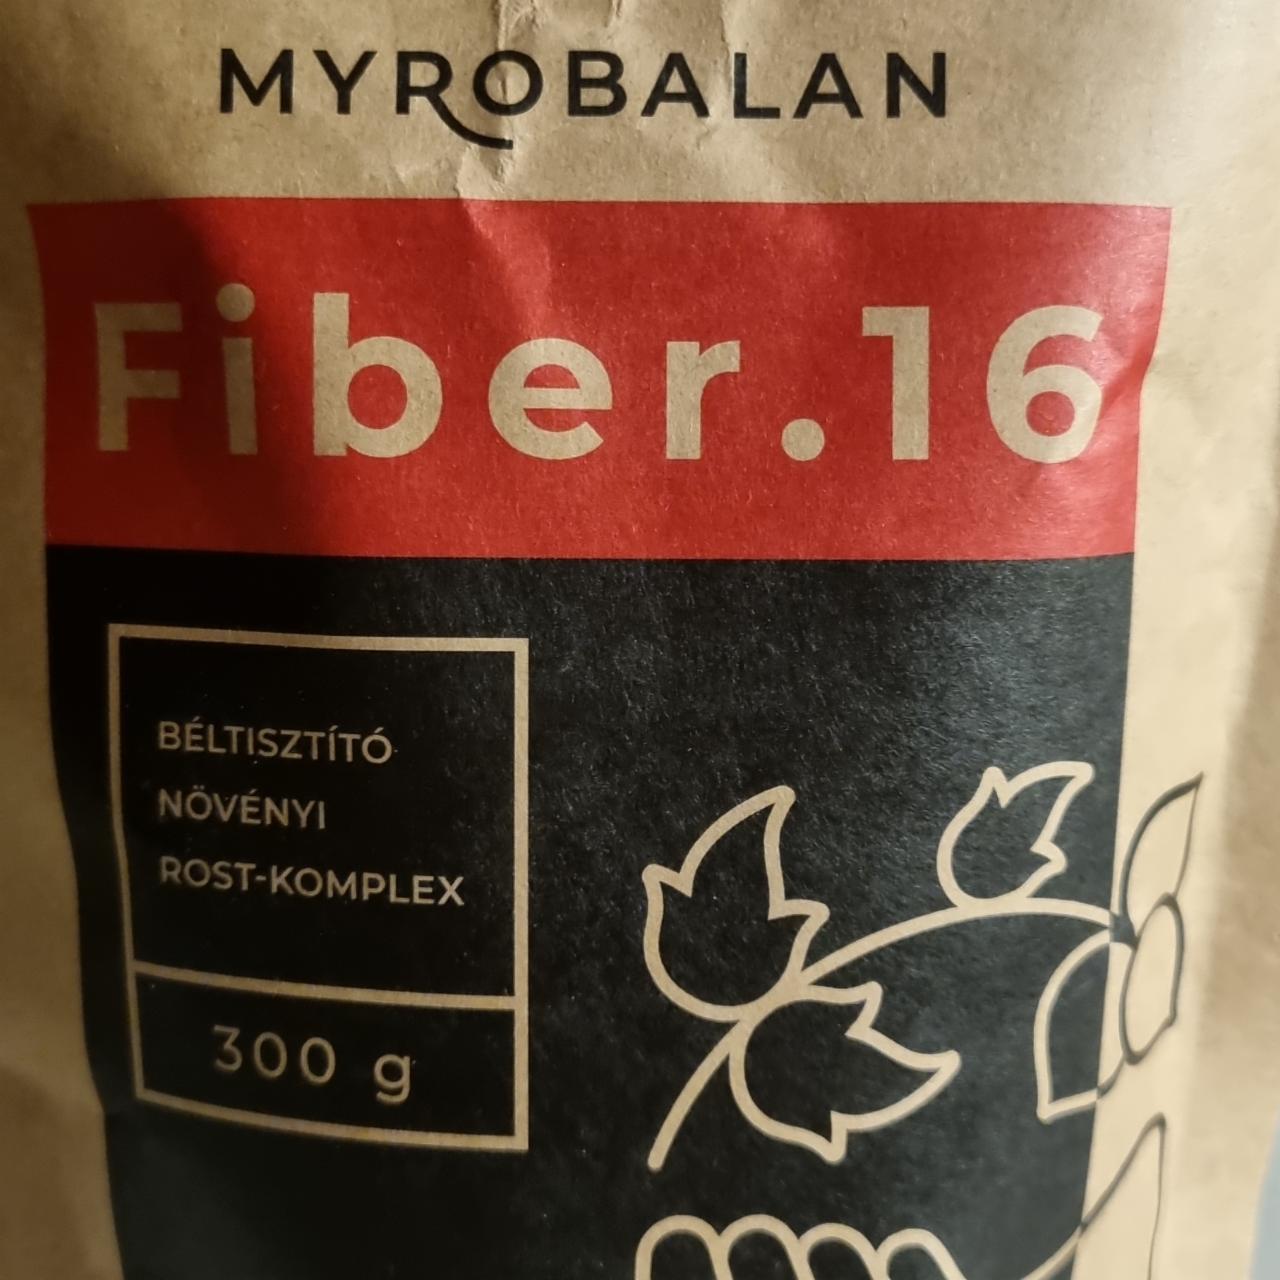 MYROBALAN
Fiber.16
BÉLTISZTÍTÓ
NÖVÉNYI
ROST-KOMPLEX
300 g